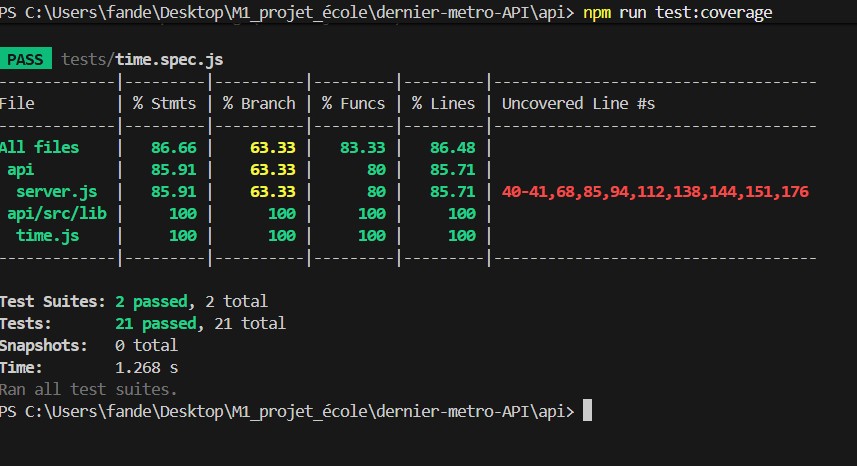 PS C:\Users\fande\Desktop\M1_projet_école\dernier-metro-API\api> npm run test:coverage
PASS tests/time.spec.js
------------|---------|----------|---------|---------|-----------------------------------
File        | % Stmts | % Branch | % Funcs | % Lines | Uncovered Line #s
------------|---------|----------|---------|---------|-----------------------------------
All files   |   86.66 |    63.33 |   83.33 |   86.48 |
 api        |   85.91 |    63.33 |      80 |   85.71 |
  server.js |   85.91 |    63.33 |      80 |   85.71 | 40-41,68,85,94,112,138,144,151,176
 api/src/lib |     100 |      100 |     100 |     100 |
  time.js   |     100 |      100 |     100 |     100 |
------------|---------|----------|---------|---------|-----------------------------------
Test Suites: 2 passed, 2 total
Tests:       21 passed, 21 total
Snapshots:   0 total
Time:        1.268 s
Ran all test suites.
PS C:\Users\fande\Desktop\M1_projet_école\dernier-metro-API\api>